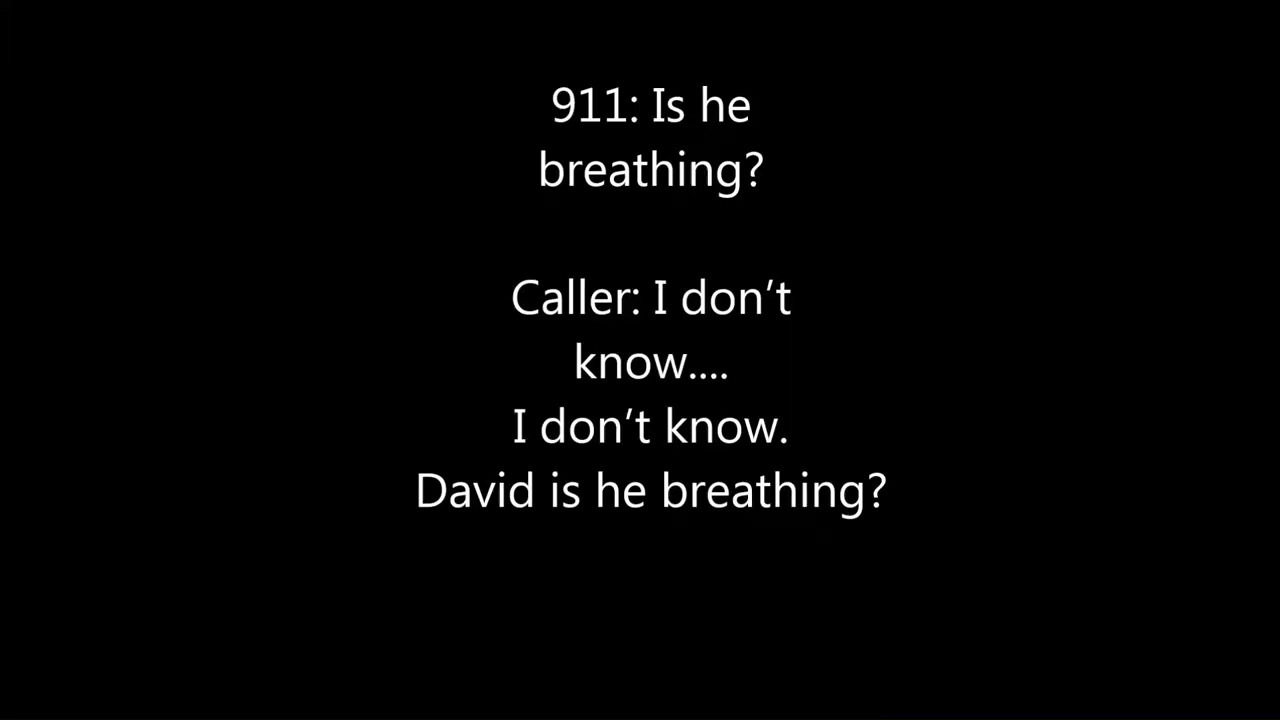 911: Is he
breathing?
Caller: I don’t
know....
I don’t know.
David is he breathing?